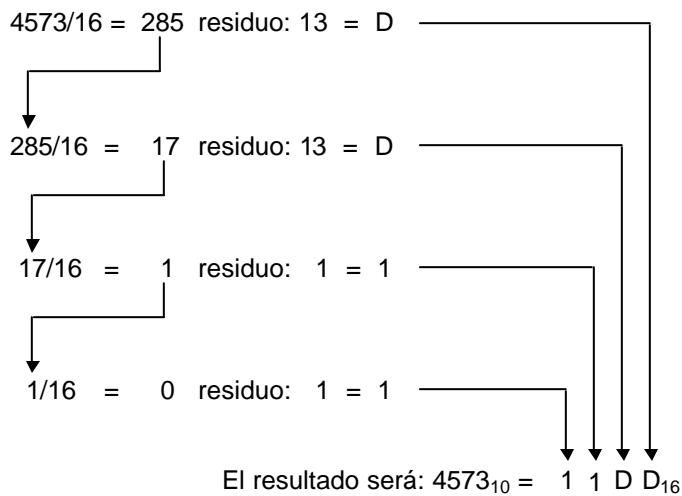 4573/16 = 285 residuo: 13 = D
285/16 = 17 residuo: 13 = D
17/16 = 1 residuo: 1 = 1
1/16 = 0 residuo: 1 = 1
El resultado será: 4573₁₀ = 1 1 D D₁₆